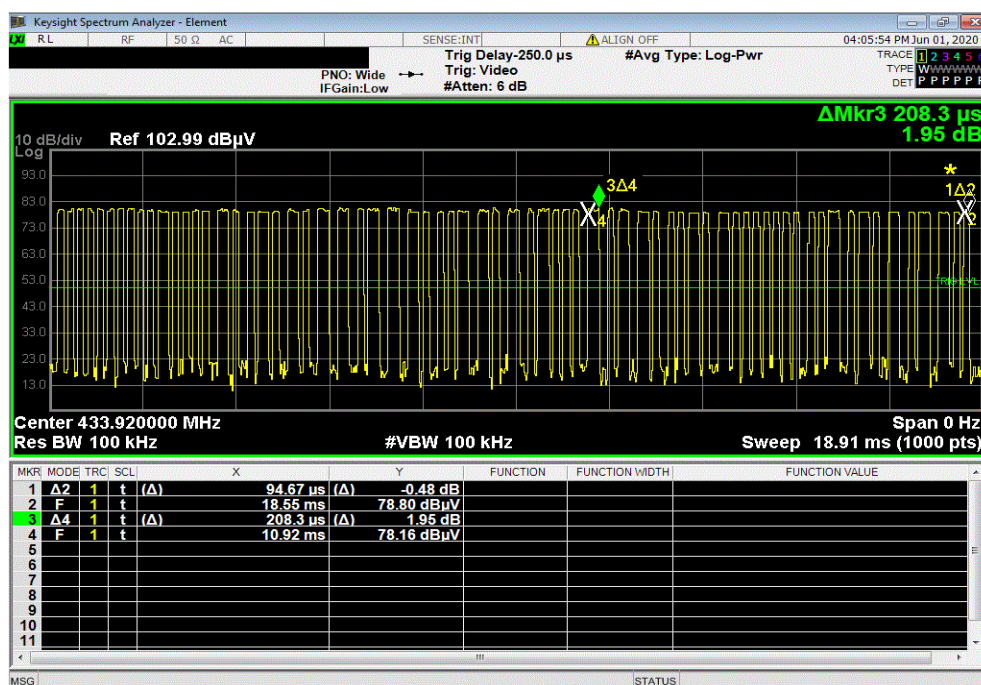 Keysight Spectrum Analyzer - Element
LXI RL RF 50 Ω AC SENSE:INT ALIGN OFF 04:05:54 PM Jun 01, 2020
Trig Delay-250.0 µs #Avg Type: Log-Pwr TRACE 1 2 3 4 5
PNO: Wide Trig: Video TYPE WWWWWW
IFGain:Low #Atten: 6 dB DET P P P P P P
ΔMkr3 208.3 µs
10 dB/div Ref 102.99 dBµV 1.95 dB
Log
93.0
83.0 3Δ4 1Δ2
73.0 4 2
63.0
53.0 TRIG LVL
43.0
33.0
23.0
13.0
Center 433.920000 MHz Span 0 Hz
Res BW 100 kHz #VBW 100 kHz Sweep 18.91 ms (1000 pts)
MKR MODE TRC SCL X Y FUNCTION FUNCTION WIDTH FUNCTION VALUE
1 Δ2 1 t (Δ) 94.67 µs (Δ) -0.48 dB
2 F 1 t 18.55 ms 78.80 dBµV
3 Δ4 1 t (Δ) 208.3 µs (Δ) 1.95 dB
4 F 1 t 10.92 ms 78.16 dBµV
5
6
7
8
9
10
11
MSG STATUS